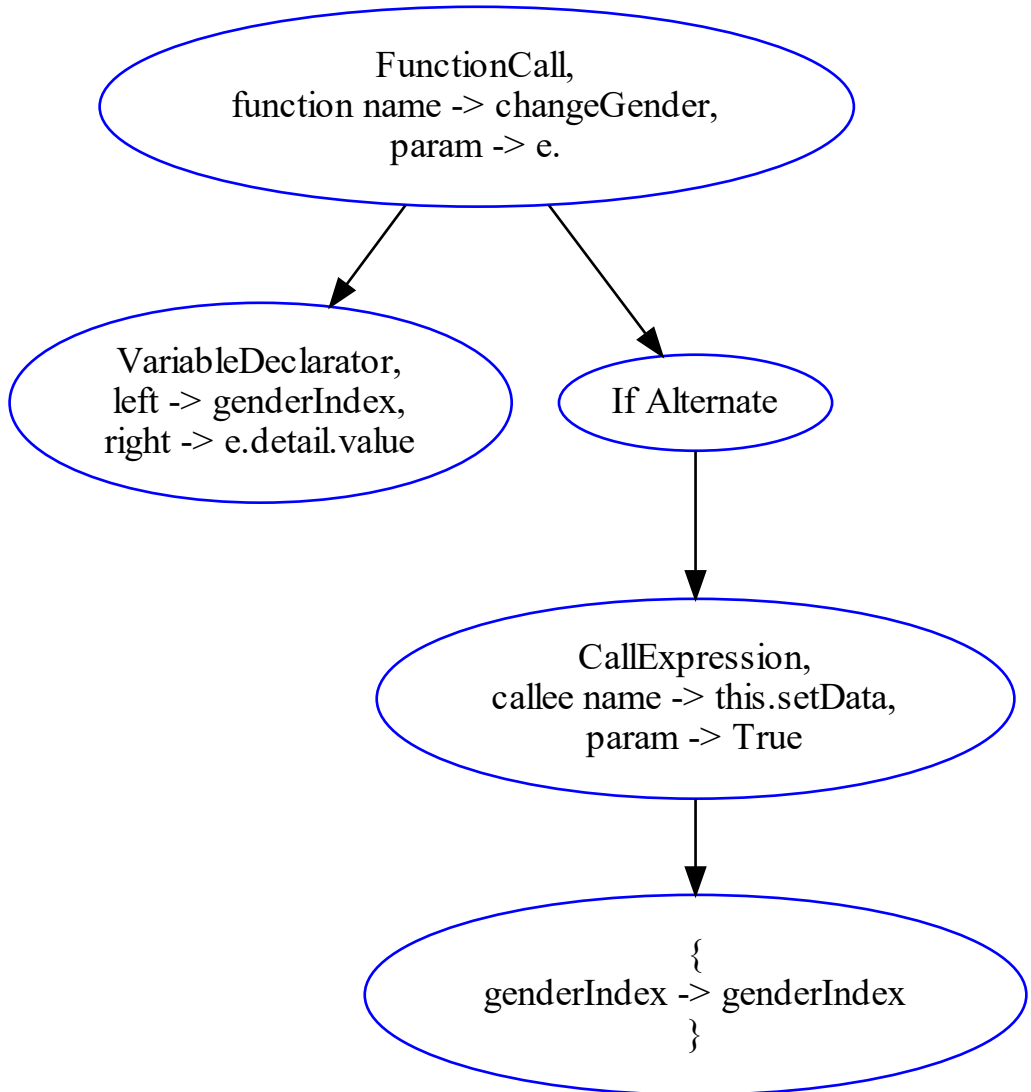 FunctionCall,
function name -> changeGender,
param -> e.
VariableDeclarator,
left -> genderIndex,
right -> e.detail.value
If Alternate
CallExpression,
callee name -> this.setData,
param -> True
{
genderIndex -> genderIndex
}